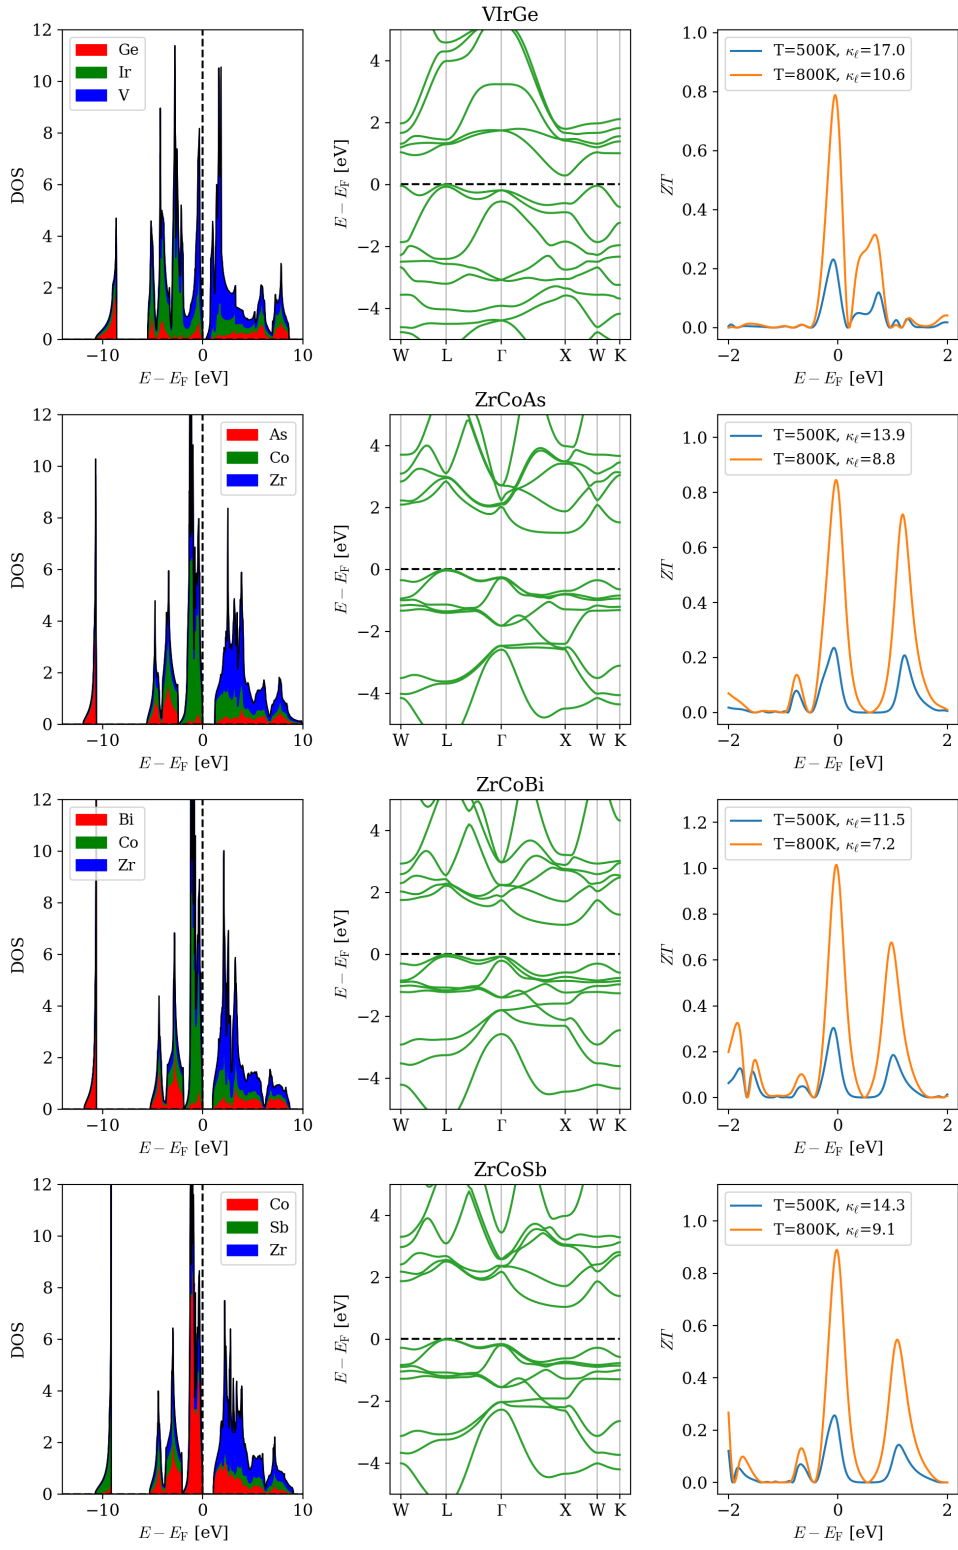 VIrGe
DOS
12
10
8
6
4
2
0
Ge
Ir
V
−10
0
10
E − E_F [eV]
E − E_F [eV]
4
2
0
−2
−4
W L Γ X W K
ZT
1.0
0.8
0.6
0.4
0.2
0.0
T=500K, κ_ℓ=17.0
T=800K, κ_ℓ=10.6
−2 0 2
E − E_F [eV]
ZrCoAs
DOS
12
10
8
6
4
2
0
As
Co
Zr
−10
0
10
E − E_F [eV]
E − E_F [eV]
4
2
0
−2
−4
W L Γ X W K
ZT
1.0
0.8
0.6
0.4
0.2
0.0
T=500K, κ_ℓ=13.9
T=800K, κ_ℓ=8.8
−2 0 2
E − E_F [eV]
ZrCoBi
DOS
12
10
8
6
4
2
0
Bi
Co
Zr
−10
0
10
E − E_F [eV]
E − E_F [eV]
4
2
0
−2
−4
W L Γ X W K
ZT
1.2
1.0
0.8
0.6
0.4
0.2
0.0
T=500K, κ_ℓ=11.5
T=800K, κ_ℓ=7.2
−2 0 2
E − E_F [eV]
ZrCoSb
DOS
12
10
8
6
4
2
0
Co
Sb
Zr
−10
0
10
E − E_F [eV]
E − E_F [eV]
4
2
0
−2
−4
W L Γ X W K
ZT
1.0
0.8
0.6
0.4
0.2
0.0
T=500K, κ_ℓ=14.3
T=800K, κ_ℓ=9.1
−2 0 2
E − E_F [eV]